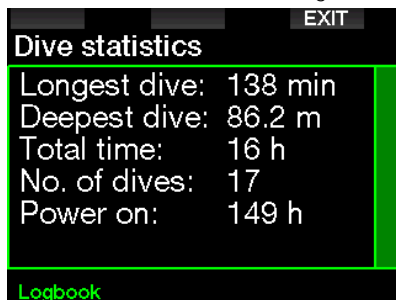 EXIT
Dive statistics
Longest dive: 138 min
Deepest dive: 86.2 m
Total time: 16 h
No. of dives: 17
Power on: 149 h
Logbook